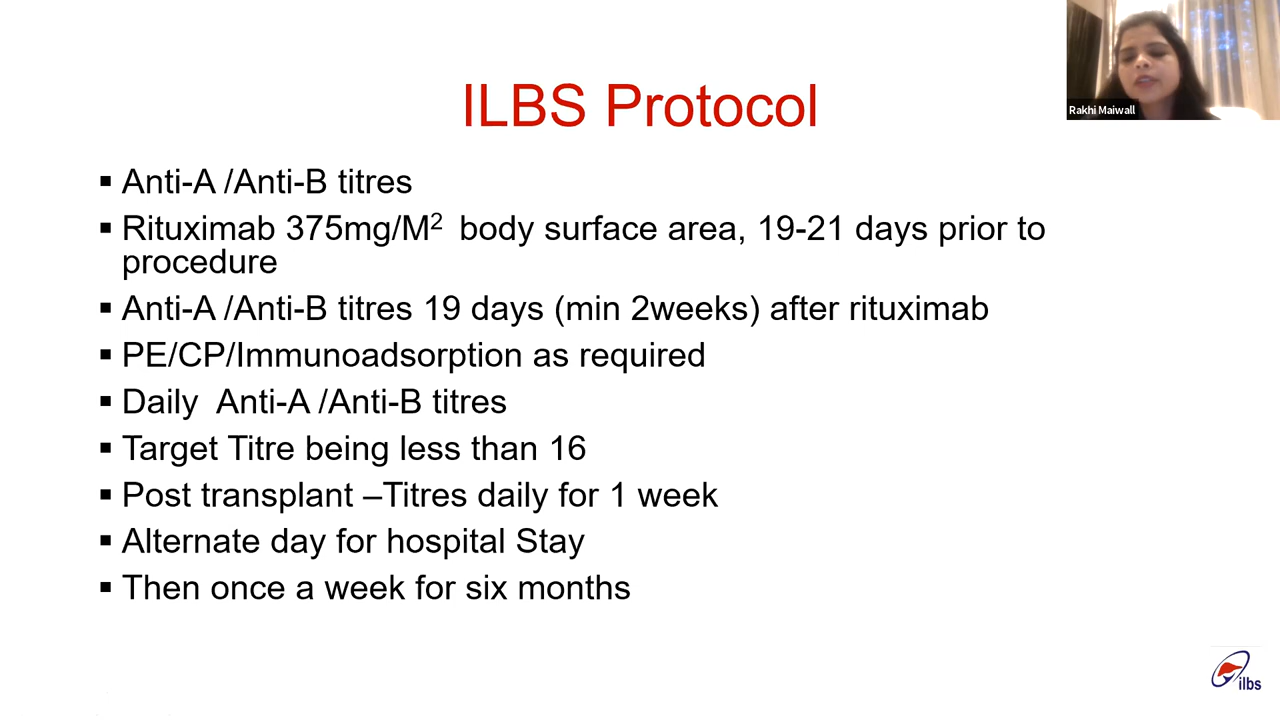 Rakhi Maiwall
ILBS Protocol
▪ Anti-A /Anti-B titres
▪ Rituximab 375mg/M² body surface area, 19-21 days prior to
procedure
▪ Anti-A /Anti-B titres 19 days (min 2weeks) after rituximab
▪ PE/CP/Immunoadsorption as required
▪ Daily Anti-A /Anti-B titres
▪ Target Titre being less than 16
▪ Post transplant –Titres daily for 1 week
▪ Alternate day for hospital Stay
▪ Then once a week for six months
ilbs